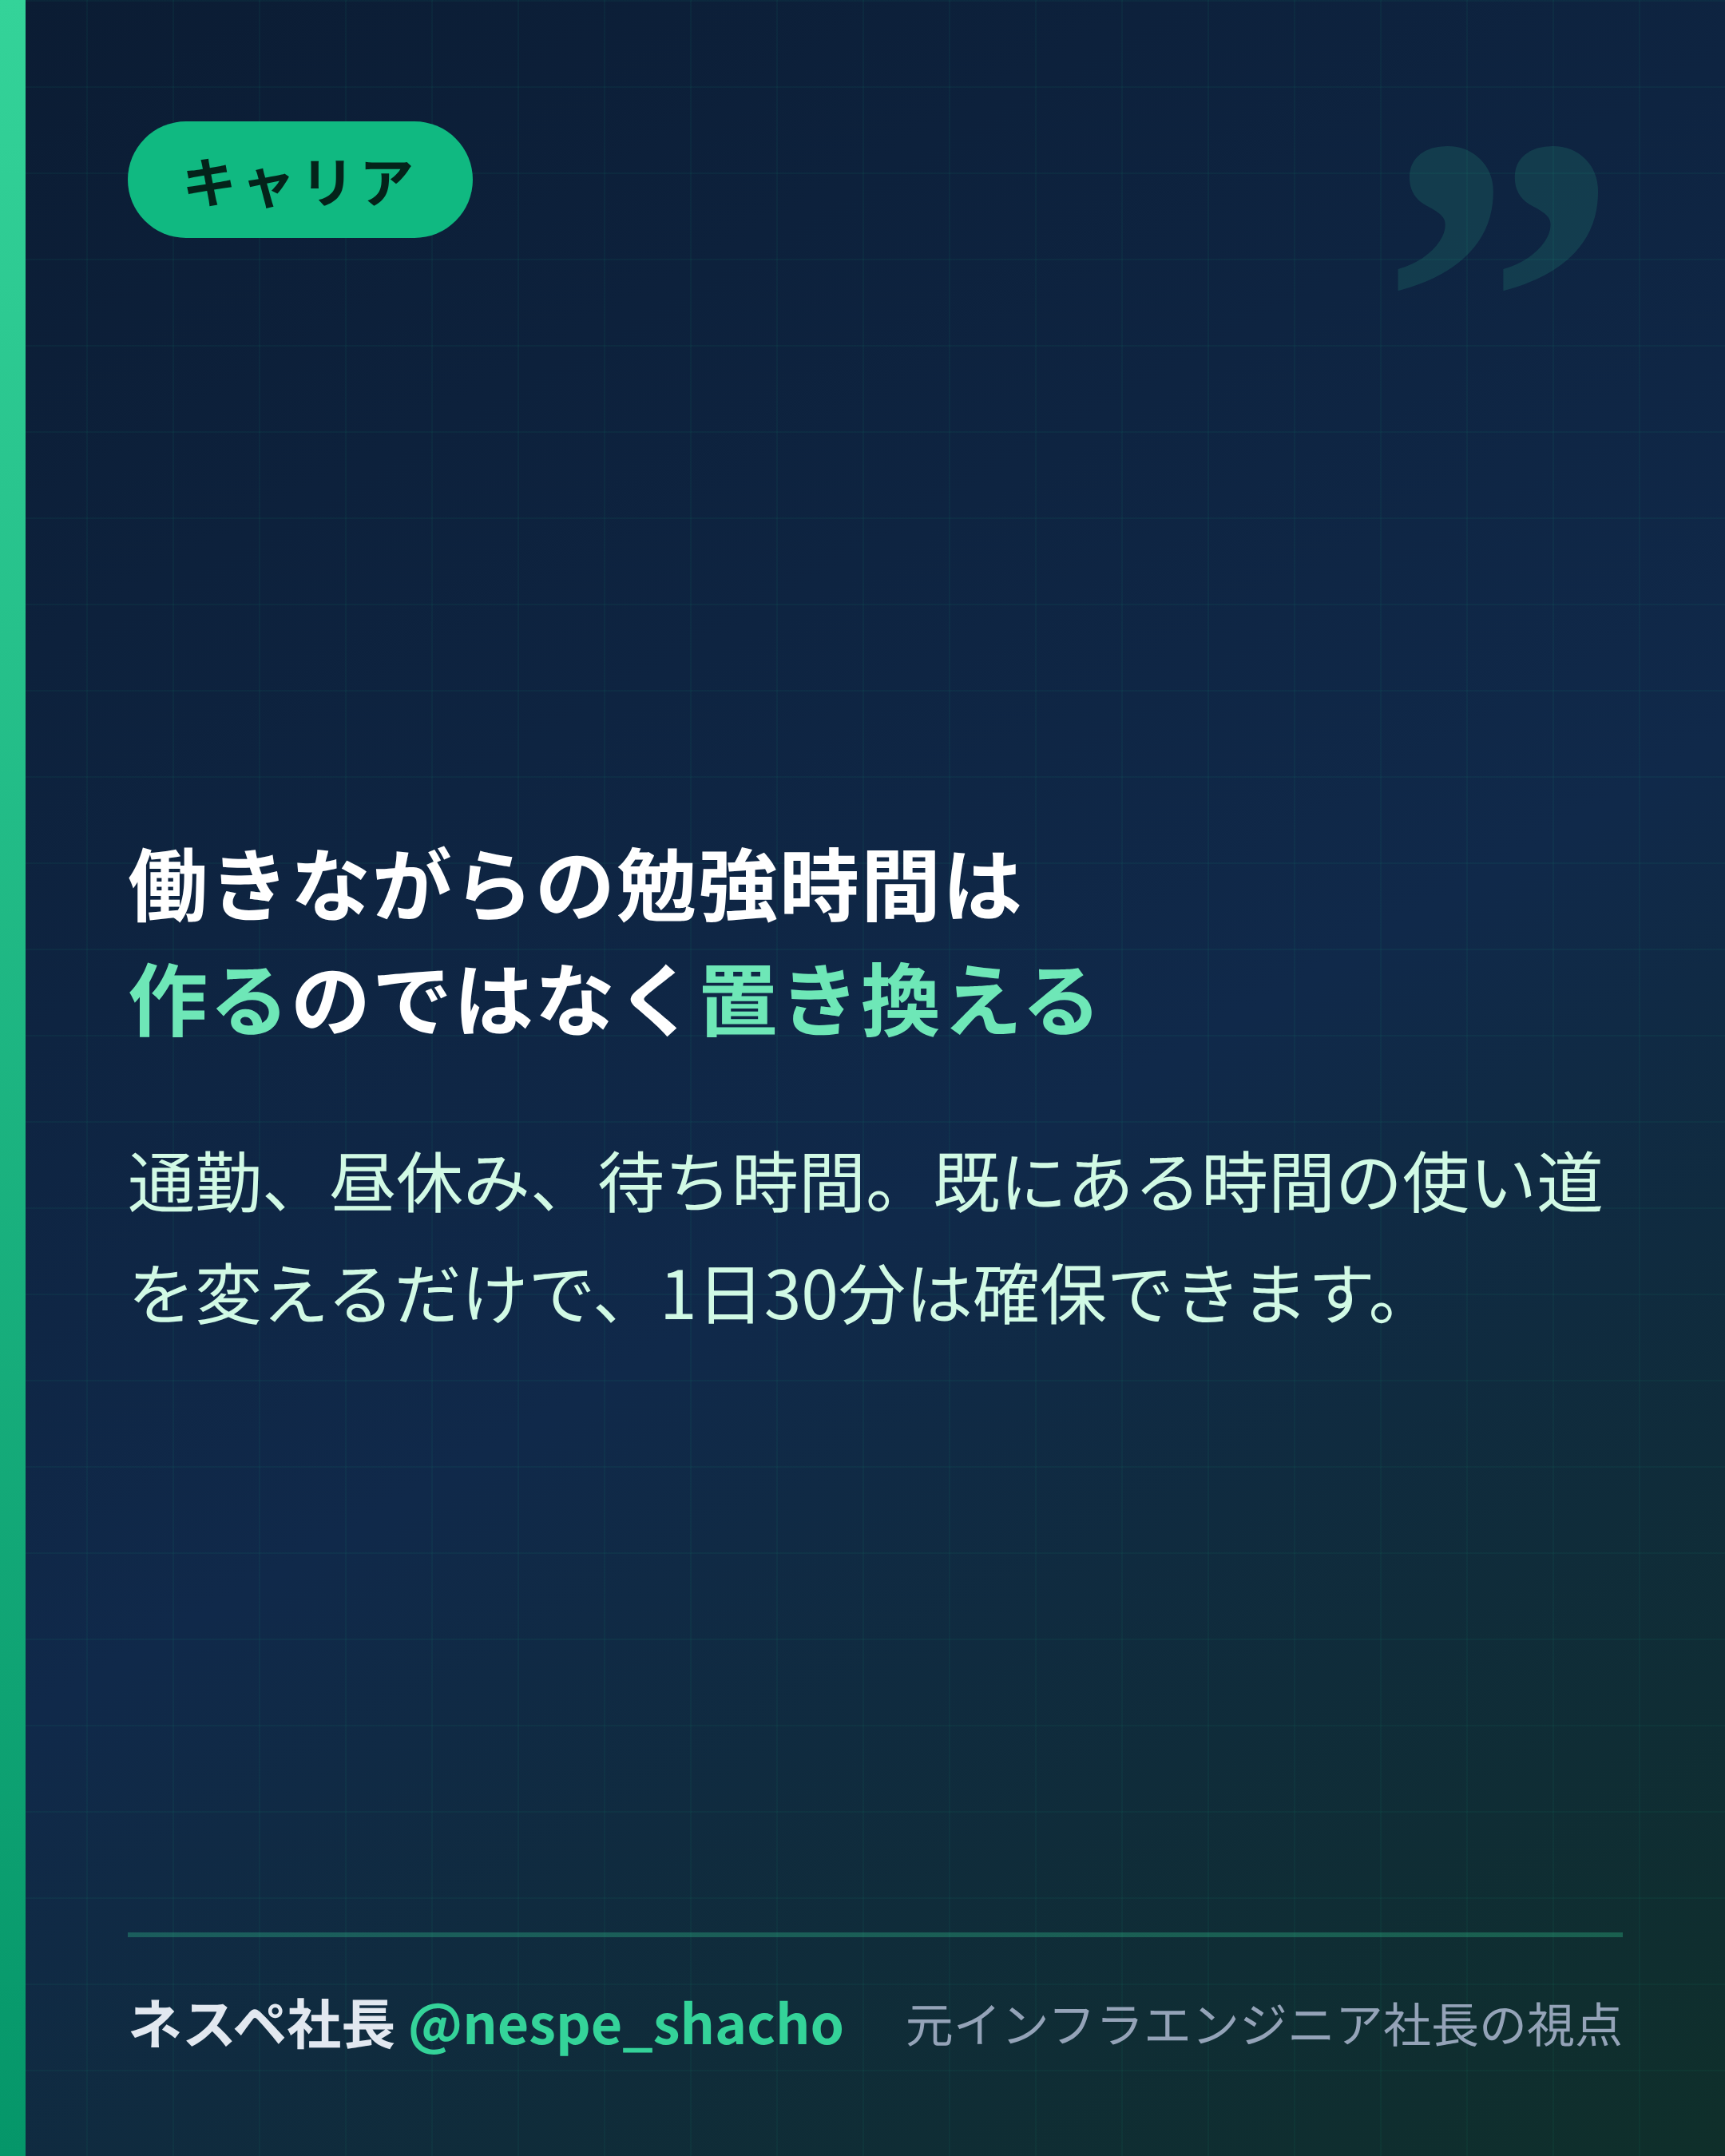 キャリア
”
働きながらの勉強時間は
作るのではなく置き換える
通勤、昼休み、待ち時間。既にある時間の使い道
を変えるだけで、1日30分は確保できます。
ネスペ社長 @nespe_shacho 元インフラエンジニア社長の視点